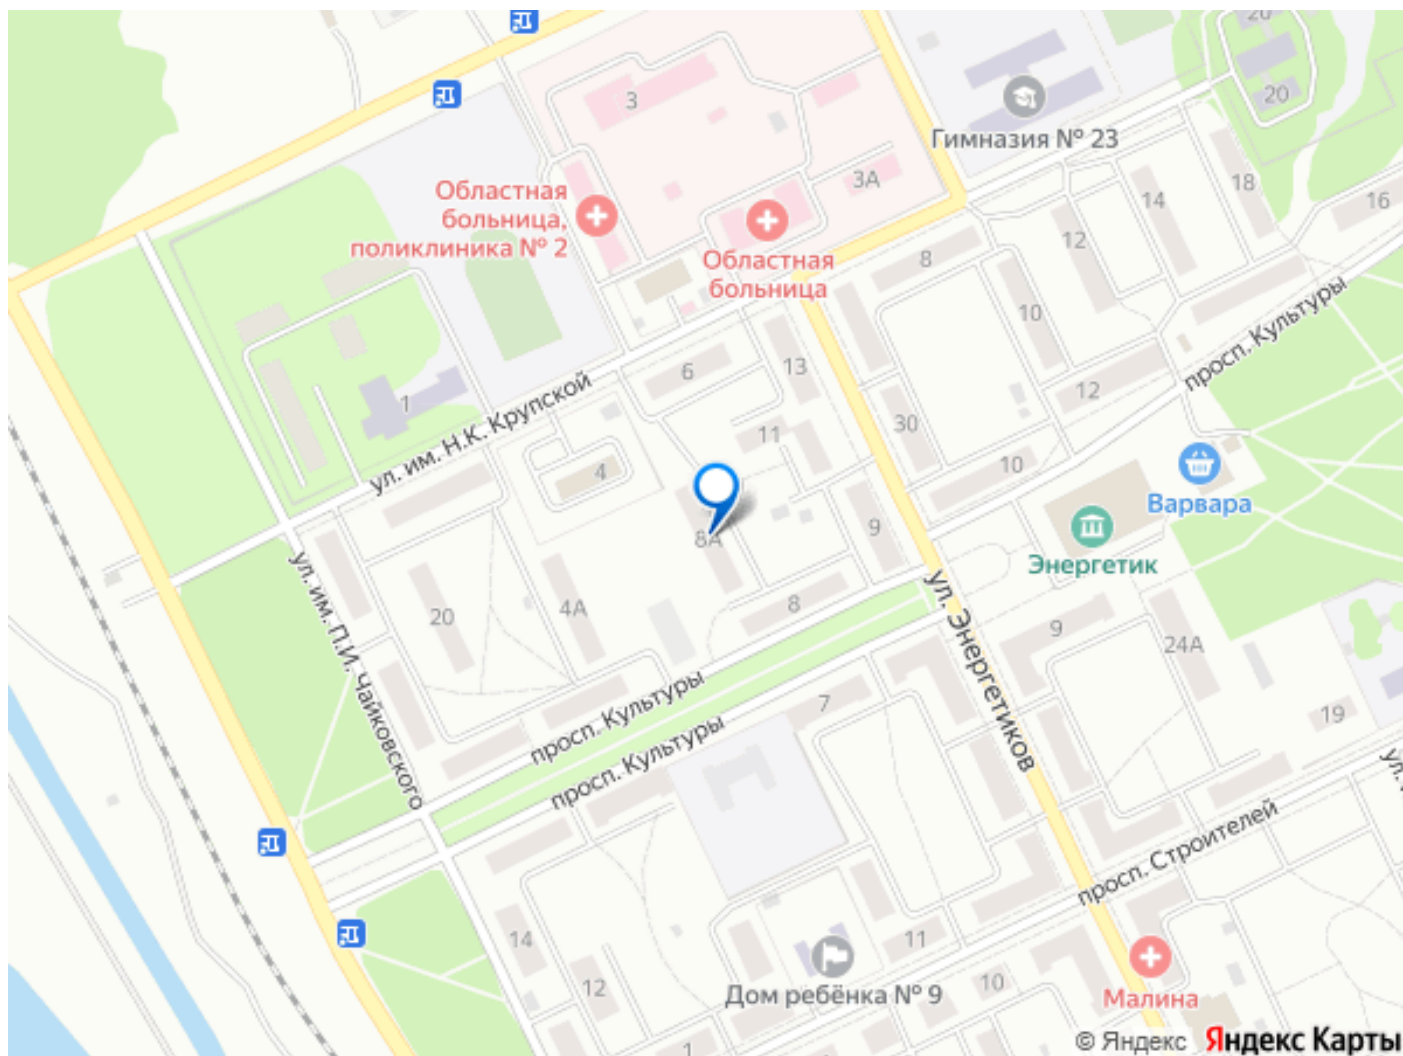 20
20
3
Гимназия № 23
3А
18
14
16
Областная
больница,
поликлиника № 2
12
Областная
больница
8
просп. Культуры
10
6
13
12
ул. им. Н.К. Крупской
1
30
11
10
4
Варвара
8А
9
Энергетик
ул. им. П.И. Чайковского
20
4А
8
ул. Энергетиков
9
24А
просп. Культуры
7
19
просп. Культуры
ул.
просп. Строителей
14
11
12
Дом ребёнка № 9
10
Малина
1
© Яндекс Яндекс Карты